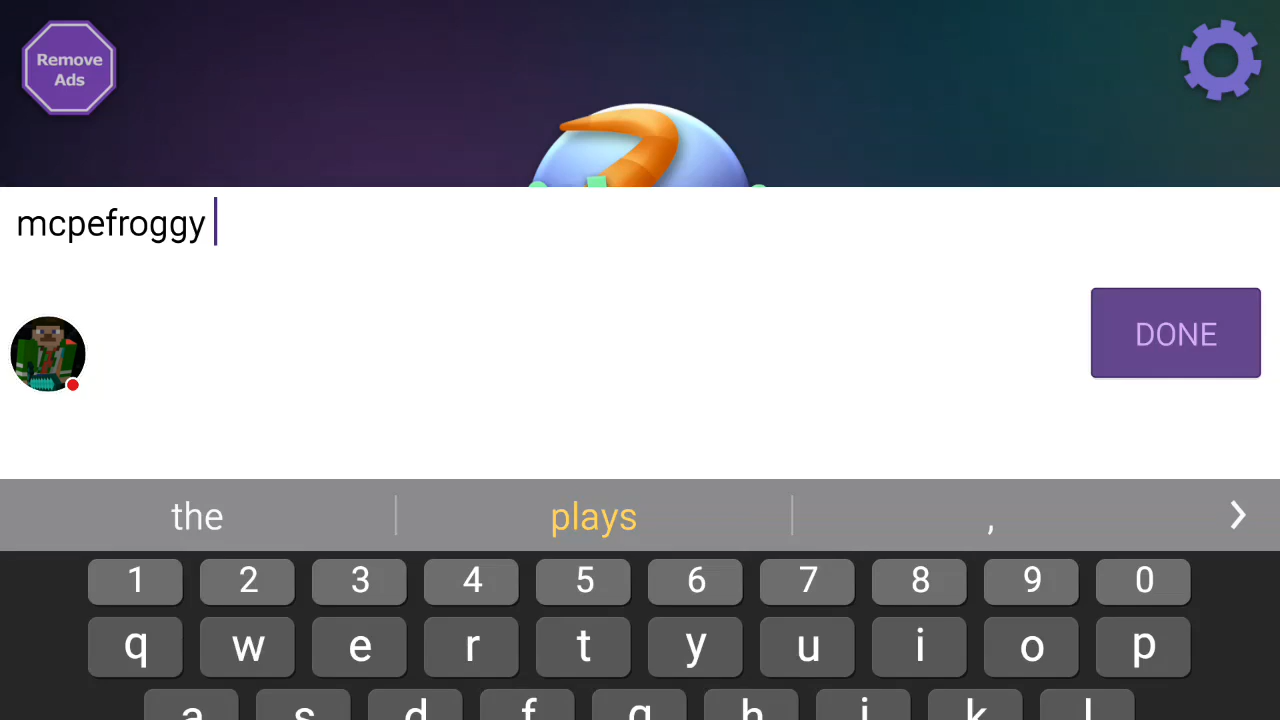 Remove
Ads
mcpefroggy
DONE
the plays ,
1 2 3 4 5 6 7 8 9 0
q w e r t y u i o p
a s d f g h j k l